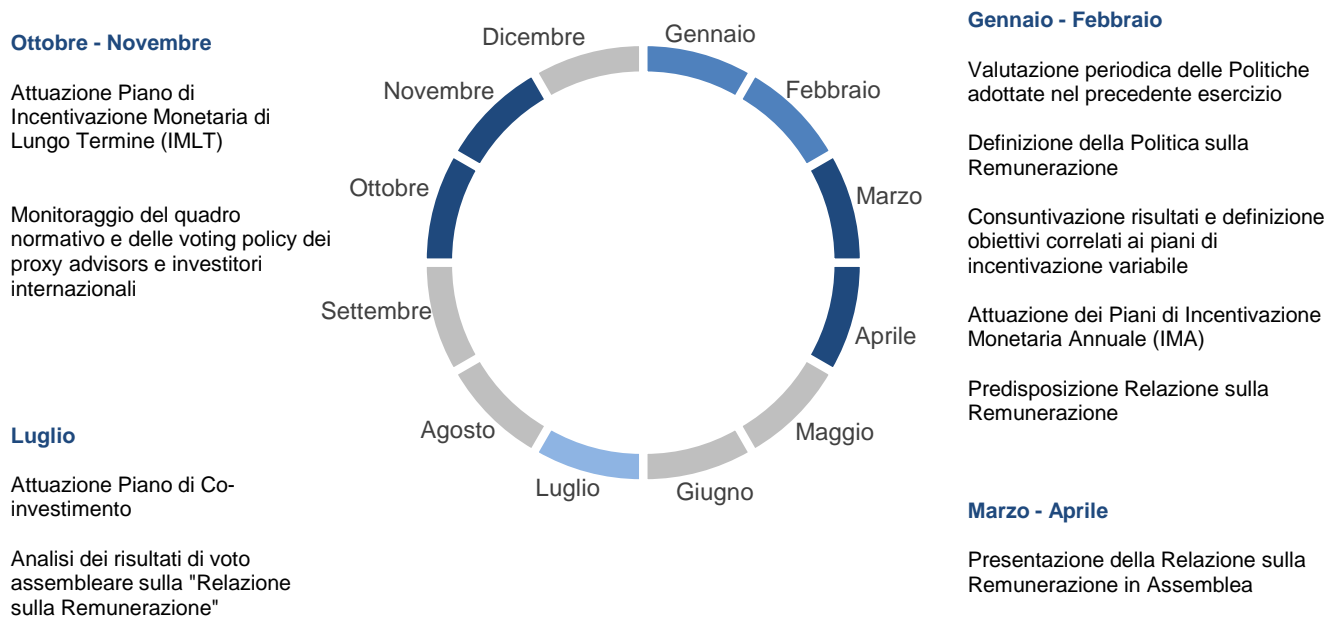 Ottobre - Novembre
Attuazione Piano di
Incentivazione Monetaria di
Lungo Termine (IMLT)
Monitoraggio del quadro
normativo e delle voting policy dei
proxy advisors e investitori
internazionali
Luglio
Attuazione Piano di Co-
investimento
Analisi dei risultati di voto
assembleare sulla "Relazione
sulla Remunerazione"
Gennaio
Febbraio
Marzo
Aprile
Maggio
Giugno
Luglio
Agosto
Settembre
Ottobre
Novembre
Dicembre
Gennaio - Febbraio
Valutazione periodica delle Politiche
adottate nel precedente esercizio
Definizione della Politica sulla
Remunerazione
Consuntivazione risultati e definizione
obiettivi correlati ai piani di
incentivazione variabile
Attuazione dei Piani di Incentivazione
Monetaria Annuale (IMA)
Predisposizione Relazione sulla
Remunerazione
Marzo - Aprile
Presentazione della Relazione sulla
Remunerazione in Assemblea